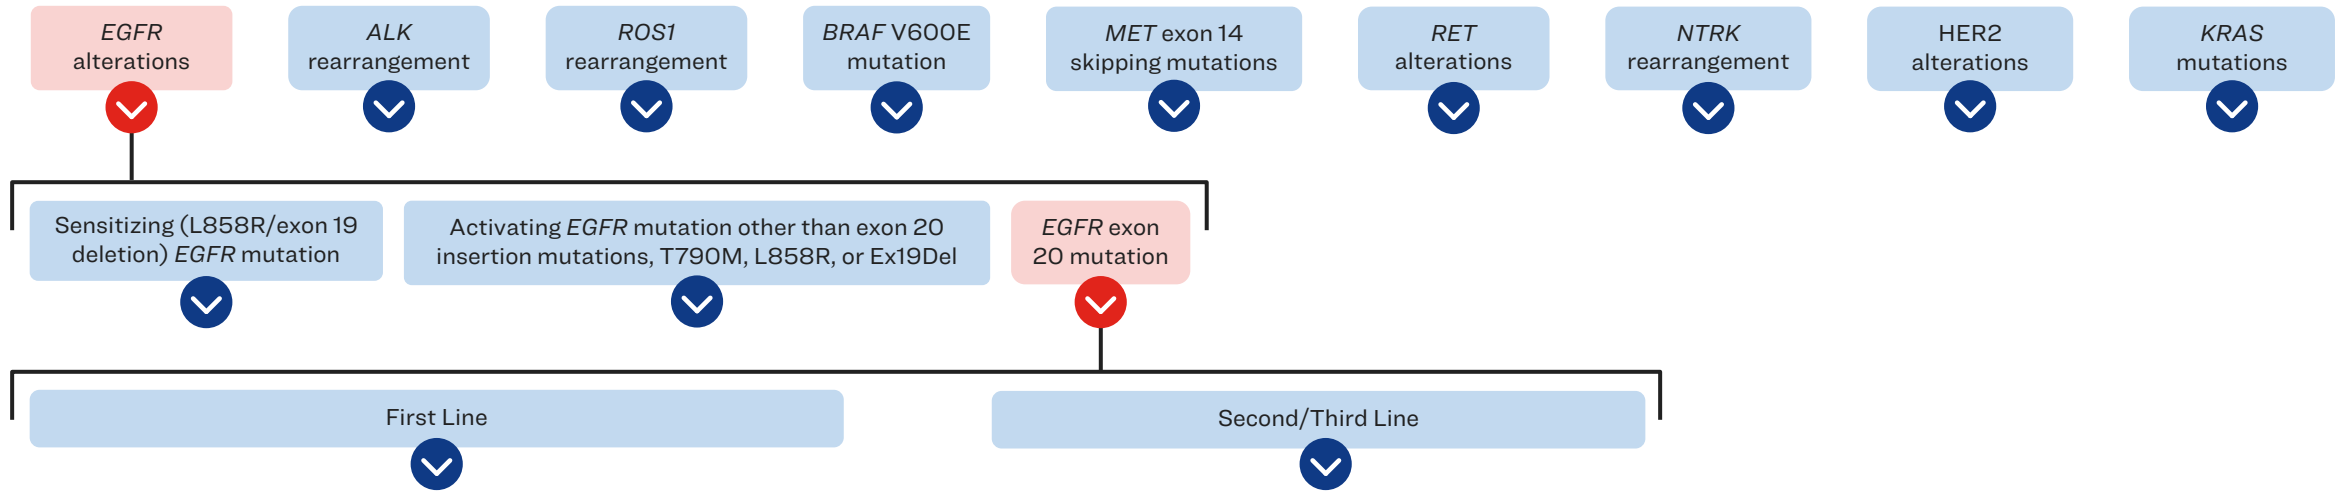 EGFR
alterations
ALK
rearrangement
ROS1
rearrangement
BRAF V600E
mutation
MET exon 14
skipping mutations
RET
alterations
NTRK
rearrangement
HER2
alterations
KRAS
mutations
Sensitizing (L858R/exon 19
deletion) EGFR mutation
Activating EGFR mutation other than exon 20
insertion mutations, T790M, L858R, or Ex19Del
EGFR exon
20 mutation
First Line
Second/Third Line